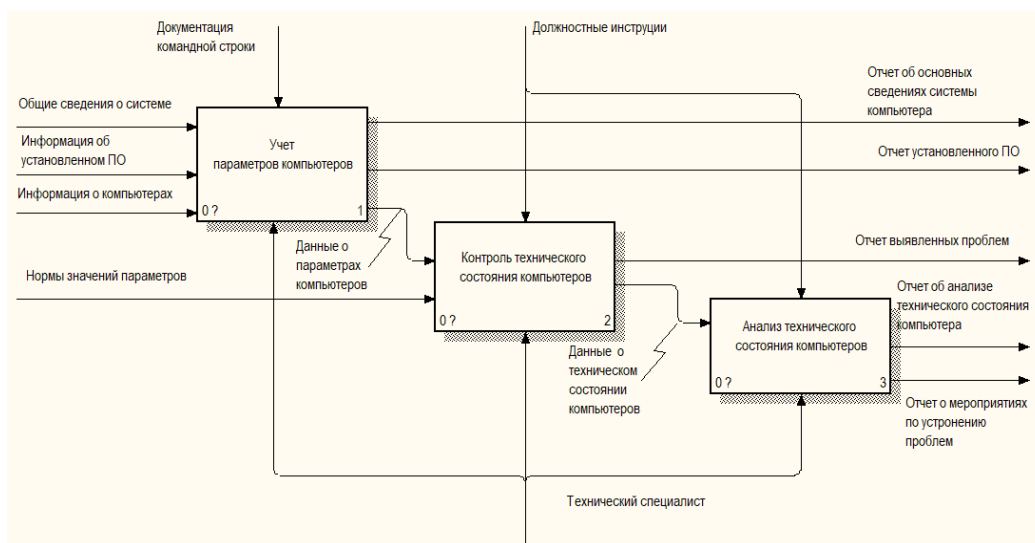 Документация
командной строки
Должностные инструции
Общие сведения о системе
Информация об
установленном ПО
Информация о компьютерах
Учет
параметров компьютеров
0 ?
1
Отчет об основных
сведениях системы
компьютера
Отчет установленного ПО
Данные о
параметрах
компьютеров
Нормы значений параметров
Контроль технического
состояния компьютеров
0 ?
2
Отчет выявленных проблем
Данные о
техническом
состоянии
компьютеров
Анализ технического
состояния компьютеров
0 ?
3
Отчет об анализе
технического состояния
компьютера
Отчет о мероприятиях
по устронению
проблем
Технический специалист